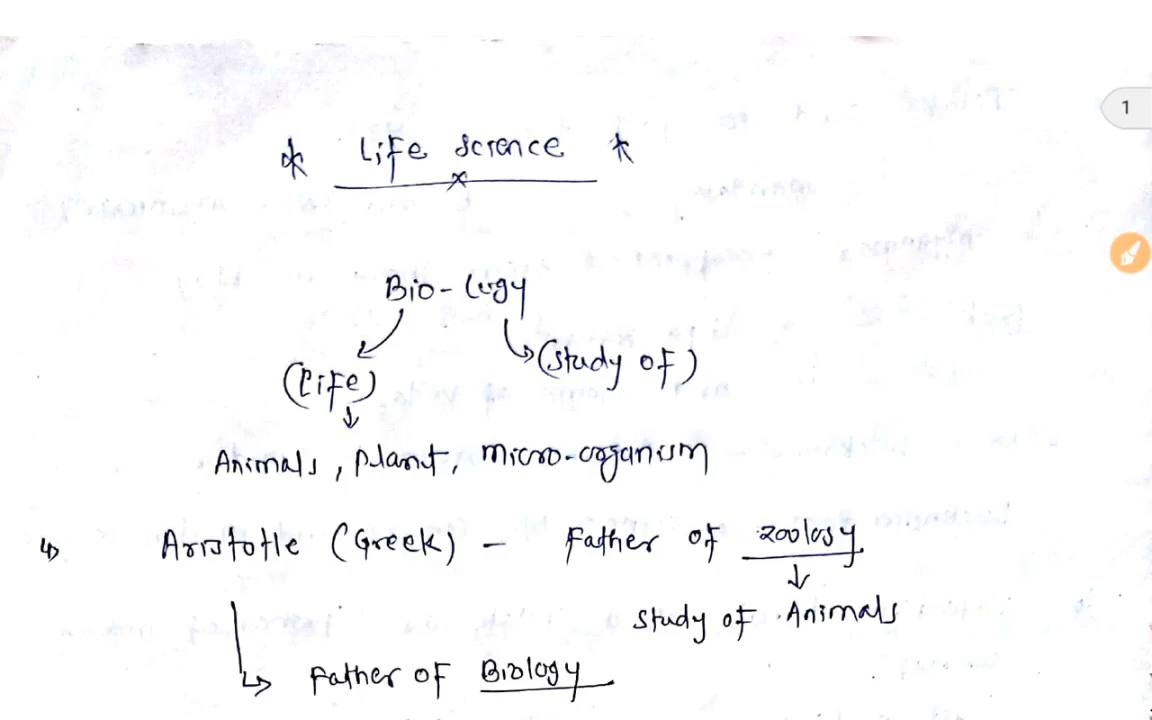 * Life Science *
Bio-logy
(Life) (study of)
Animals, plant, micro-organism
↳ Aristotle (Greek) - Father of zoology
study of Animals
Father of Biology
1